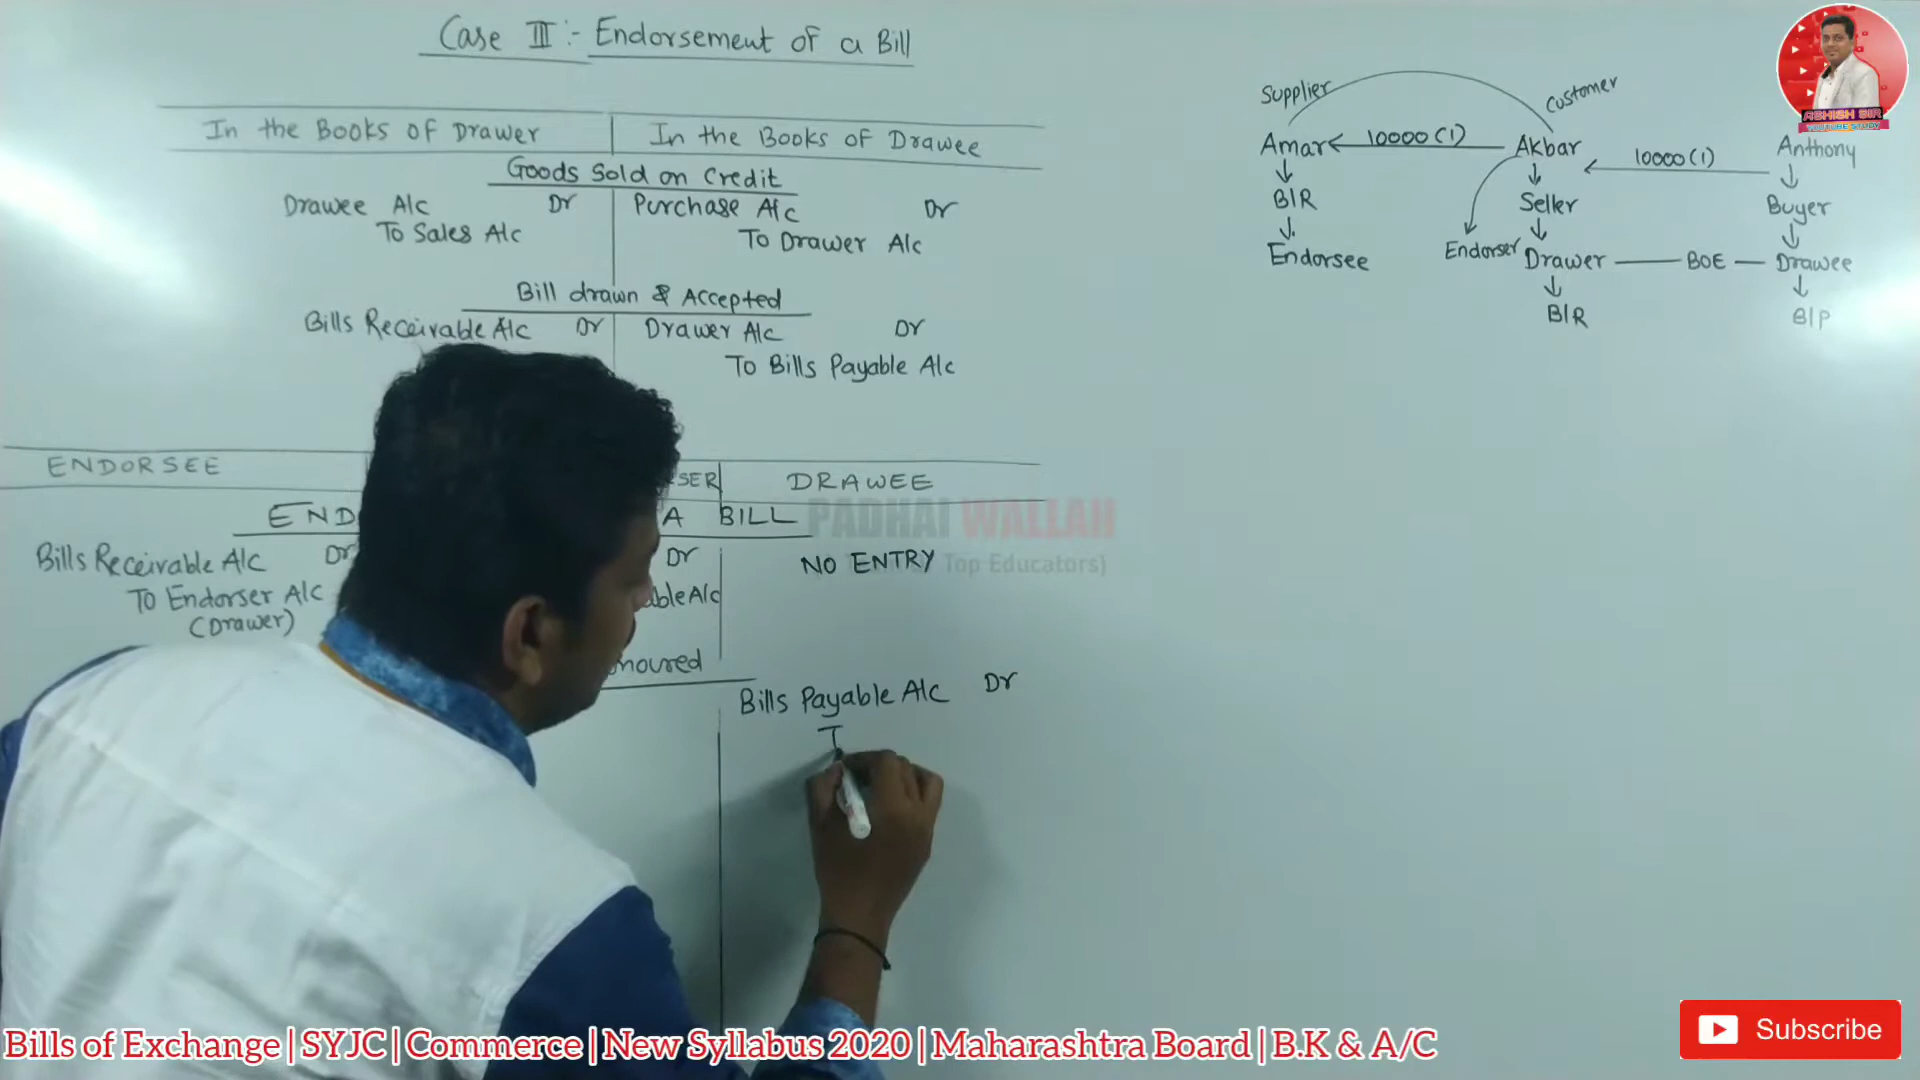 Case III :- Endorsement of a Bill
In the Books of Drawer
In the Books of Drawee
Goods Sold on Credit
Drawee A/c Dr
To Sales A/c
Purchase A/c Dr
To Drawer A/c
Bill drawn & Accepted
Bills Receivable A/c Dr
Drawer A/c Dr
To Bills Payable A/c
ENDORSEE
SER
DRAWEE
END
A BILL
Bills Receivable A/c Dr
To Endorser A/c
(Drawer)
Dr
able A/c
NO ENTRY
noured
Bills Payable A/c Dr
T
Supplier
Customer
Amar
10000 (1)
Akbar
10000 (1)
Anthony
B/R
Seller
Buyer
Endorsee
Endorser
Drawer
BOE
Drawee
B/R
B/P
PADHAI WALLAH
Top Educators)
ASHISH SIR
YOUTUBE STUDY
Bills of Exchange | SYJC | Commerce | New Syllabus 2020 | Maharashtra Board | B.K & A/C
Subscribe